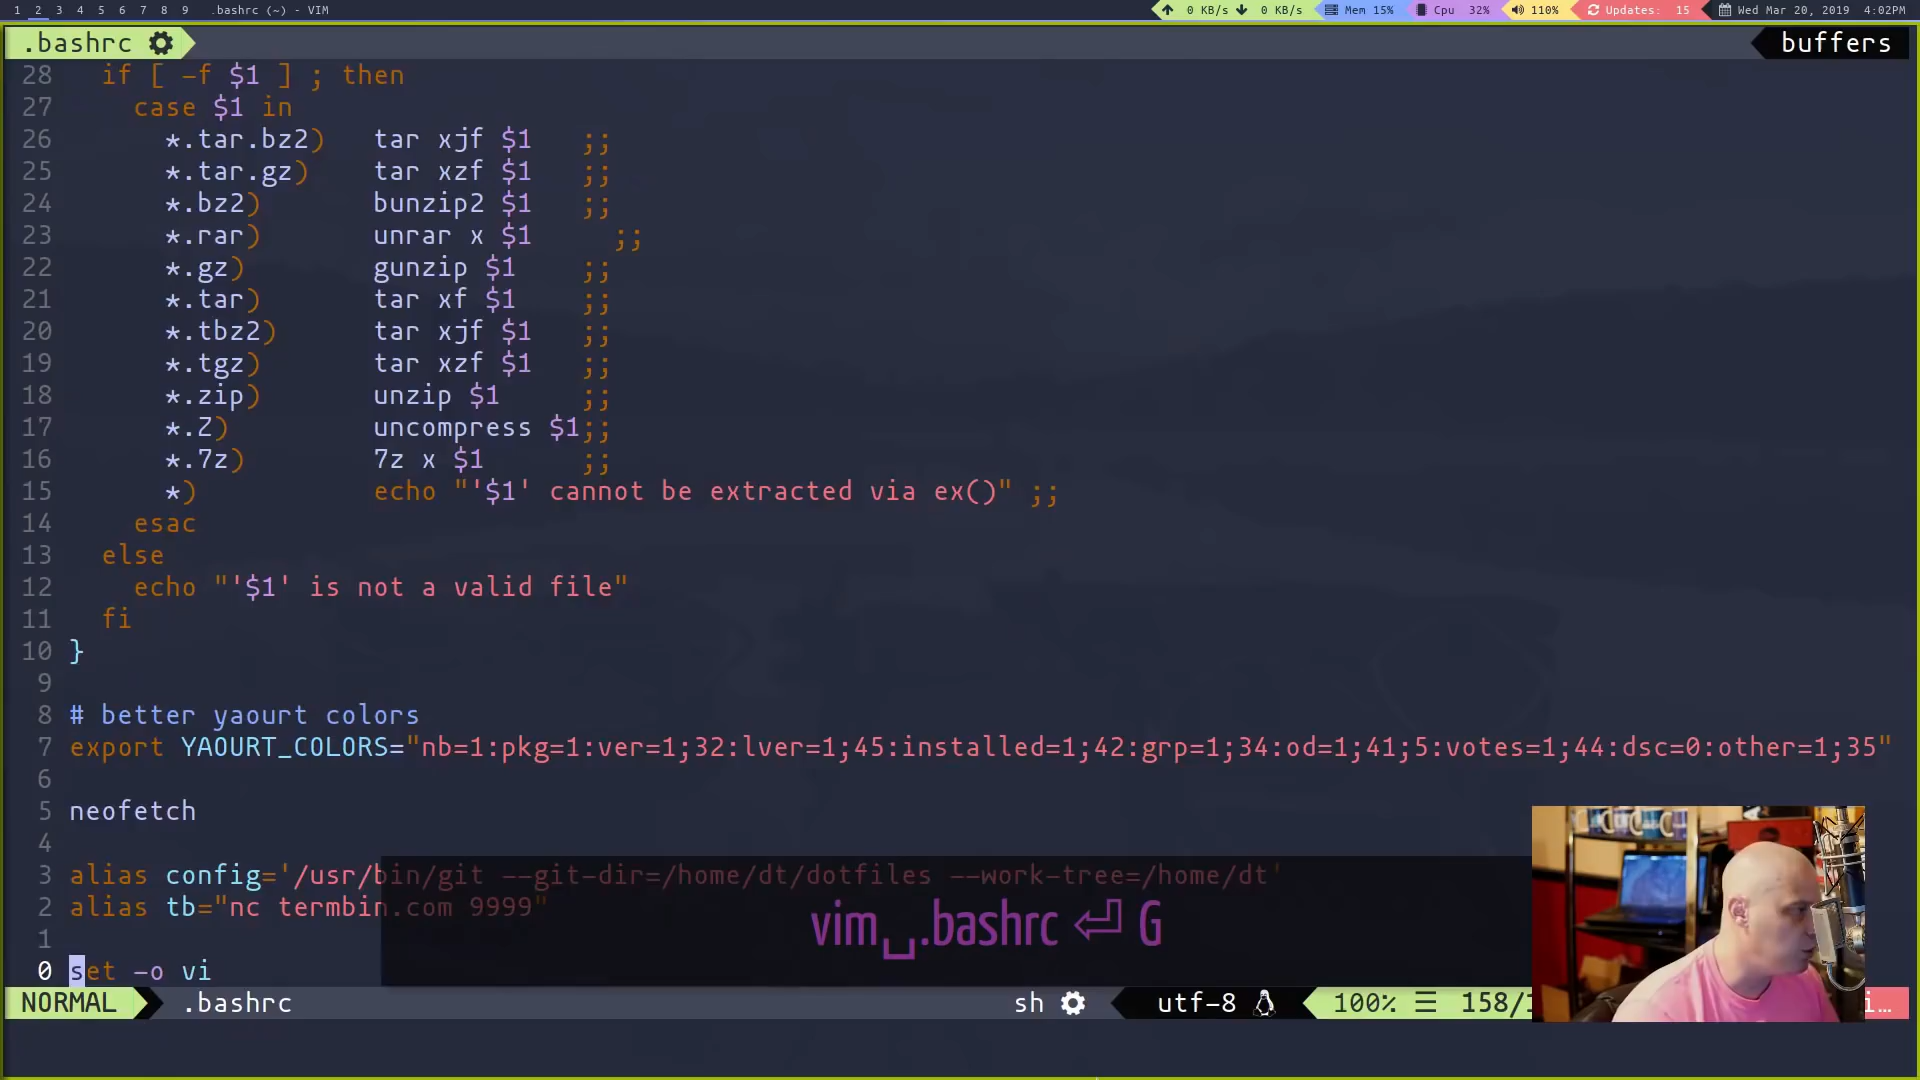 1 2 3 4 5 6 7 8 9 .bashrc (~) - VIM 0 KB/s 0 KB/s Mem 15% Cpu 32% 110% Updates: 15 Wed Mar 20, 2019 4:02PM
.bashrc buffers
28 if [ -f $1 ] ; then
27 case $1 in
26 *.tar.bz2) tar xjf $1 ;;
25 *.tar.gz) tar xzf $1 ;;
24 *.bz2) bunzip2 $1 ;;
23 *.rar) unrar x $1 ;;
22 *.gz) gunzip $1 ;;
21 *.tar) tar xf $1 ;;
20 *.tbz2) tar xjf $1 ;;
19 *.tgz) tar xzf $1 ;;
18 *.zip) unzip $1 ;;
17 *.Z) uncompress $1;;
16 *.7z) 7z x $1 ;;
15 *) echo "'$1' cannot be extracted via ex()" ;;
14 esac
13 else
12 echo "'$1' is not a valid file"
11 fi
10 }
9
8 # better yaourt colors
7 export YAOURT_COLORS="nb=1:pkg=1:ver=1;32:lver=1;45:installed=1;42:grp=1;34:od=1;41;5:votes=1;44:dsc=0:other=1;35"
6
5 neofetch
4
3 alias config='/usr/bin/git --git-dir=/home/dt/dotfiles --work-tree=/home/dt'
2 alias tb="nc termbin.com 9999"
vim␣.bashrc ⏎ G
1
0 set -o vi
NORMAL .bashrc sh utf-8 100% ☰ 158/